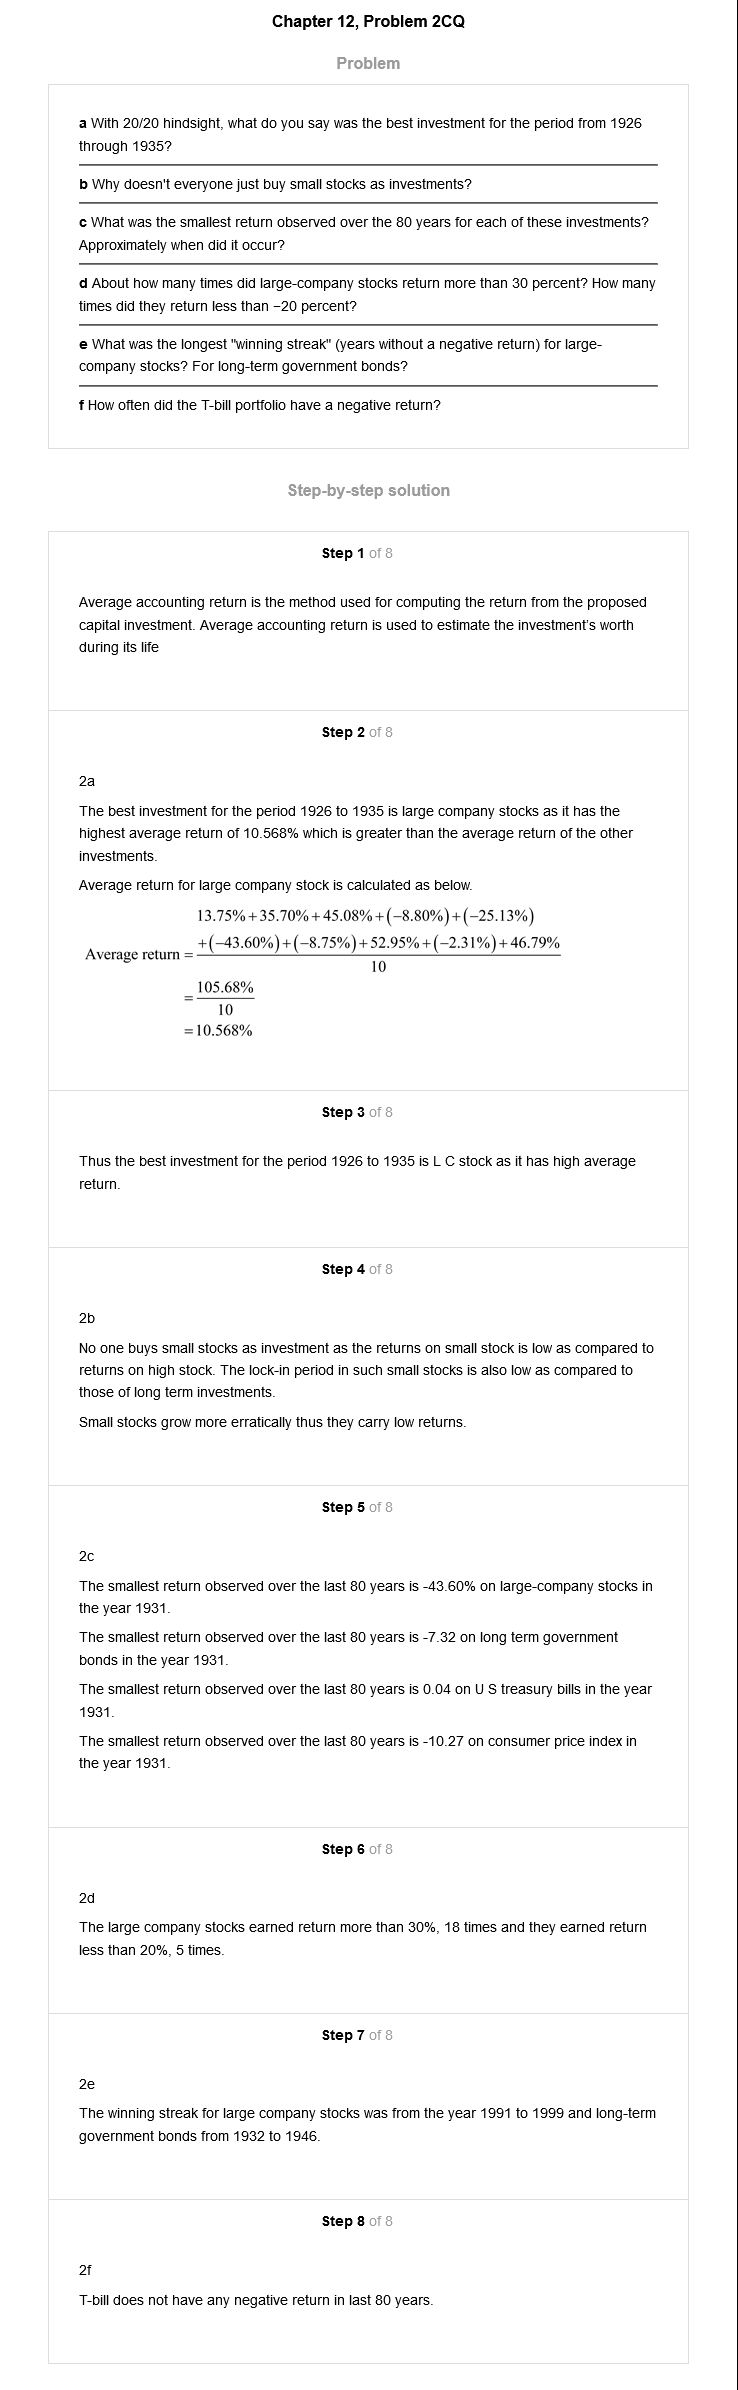 Chapter 12, Problem 2CQ
Problem
a With 20/20 hindsight, what do you say was the best investment for the period from 1926
through 1935?
b Why doesn't everyone just buy small stocks as investments?
c What was the smallest return observed over the 80 years for each of these investments?
Approximately when did it occur?
d About how many times did large-company stocks return more than 30 percent? How many
times did they return less than −20 percent?
e What was the longest "winning streak" (years without a negative return) for large-
company stocks? For long-term government bonds?
f How often did the T-bill portfolio have a negative return?
Step-by-step solution
Step 1 of 8
Average accounting return is the method used for computing the return from the proposed
capital investment. Average accounting return is used to estimate the investment's worth
during its life
Step 2 of 8
2a
The best investment for the period 1926 to 1935 is large company stocks as it has the
highest average return of 10.568% which is greater than the average return of the other
investments.
Average return for large company stock is calculated as below.
13.75%+35.70%+45.08%+(−8.80%)+(−25.13%)
+(−43.60%)+(−8.75%)+52.95%+(−2.31%)+46.79%
Average return =
10
105.68%
=
10
=10.568%
Step 3 of 8
Thus the best investment for the period 1926 to 1935 is L C stock as it has high average
return.
Step 4 of 8
2b
No one buys small stocks as investment as the returns on small stock is low as compared to
returns on high stock. The lock-in period in such small stocks is also low as compared to
those of long term investments.
Small stocks grow more erratically thus they carry low returns.
Step 5 of 8
2c
The smallest return observed over the last 80 years is -43.60% on large-company stocks in
the year 1931.
The smallest return observed over the last 80 years is -7.32 on long term government
bonds in the year 1931.
The smallest return observed over the last 80 years is 0.04 on U S treasury bills in the year
1931.
The smallest return observed over the last 80 years is -10.27 on consumer price index in
the year 1931.
Step 6 of 8
2d
The large company stocks earned return more than 30%, 18 times and they earned return
less than 20%, 5 times.
Step 7 of 8
2e
The winning streak for large company stocks was from the year 1991 to 1999 and long-term
government bonds from 1932 to 1946.
Step 8 of 8
2f
T-bill does not have any negative return in last 80 years.